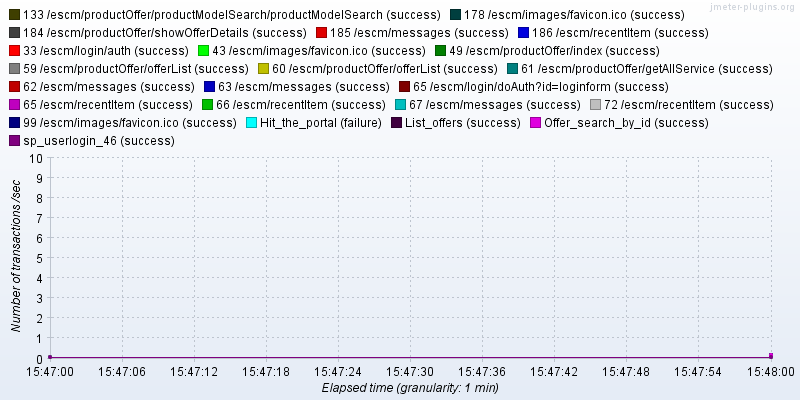 jmeter-plugins.org
133 /escm/productOffer/productModelSearch/productModelSearch (success) 178 /escm/images/favicon.ico (success)
184 /escm/productOffer/showOfferDetails (success) 185 /escm/messages (success) 186 /escm/recentItem (success)
33 /escm/login/auth (success) 43 /escm/images/favicon.ico (success) 49 /escm/productOffer/index (success)
59 /escm/productOffer/offerList (success) 60 /escm/productOffer/offerList (success) 61 /escm/productOffer/getAllService (success)
62 /escm/messages (success) 63 /escm/messages (success) 65 /escm/login/doAuth?id=loginform (success)
65 /escm/recentItem (success) 66 /escm/recentItem (success) 67 /escm/messages (success) 72 /escm/recentItem (success)
99 /escm/images/favicon.ico (success) Hit_the_portal (failure) List_offers (success) Offer_search_by_id (success)
sp_userlogin_46 (success)
Number of transactions /sec
10
9
8
7
6
5
4
3
2
1
0
15:47:00 15:47:06 15:47:12 15:47:18 15:47:24 15:47:30 15:47:36 15:47:42 15:47:48 15:47:54 15:48:00
Elapsed time (granularity: 1 min)